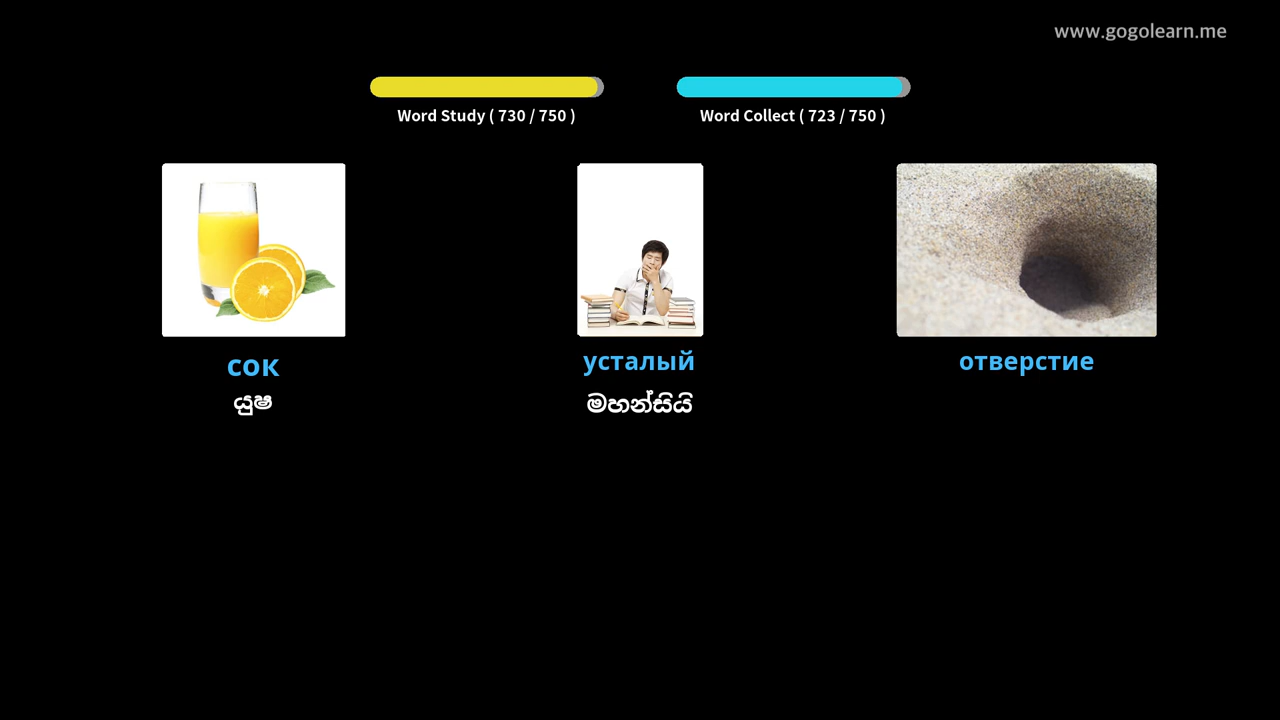 www.gogolearn.me
Word Study ( 730 / 750 )
Word Collect ( 723 / 750 )
сок
усталый
отверстие
යුෂ
මහන්සියි